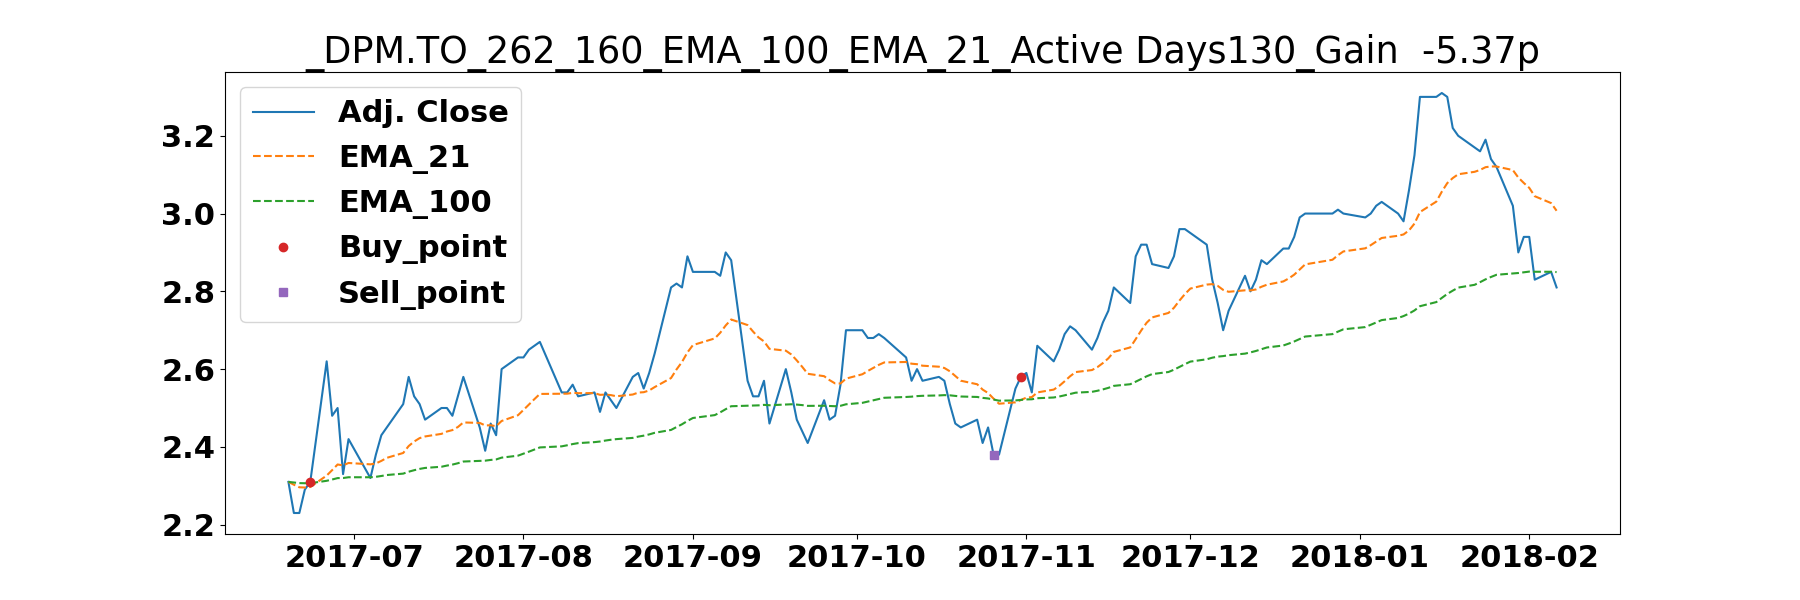 _DPM.TO_262_160_EMA_100_EMA_21_Active Days130_Gain  -5.37p
Adj. Close
EMA_21
EMA_100
Buy_point
Sell_point
3.2
3.0
2.8
2.6
2.4
2.2
2017-07 2017-08 2017-09 2017-10 2017-11 2017-12 2018-01 2018-02